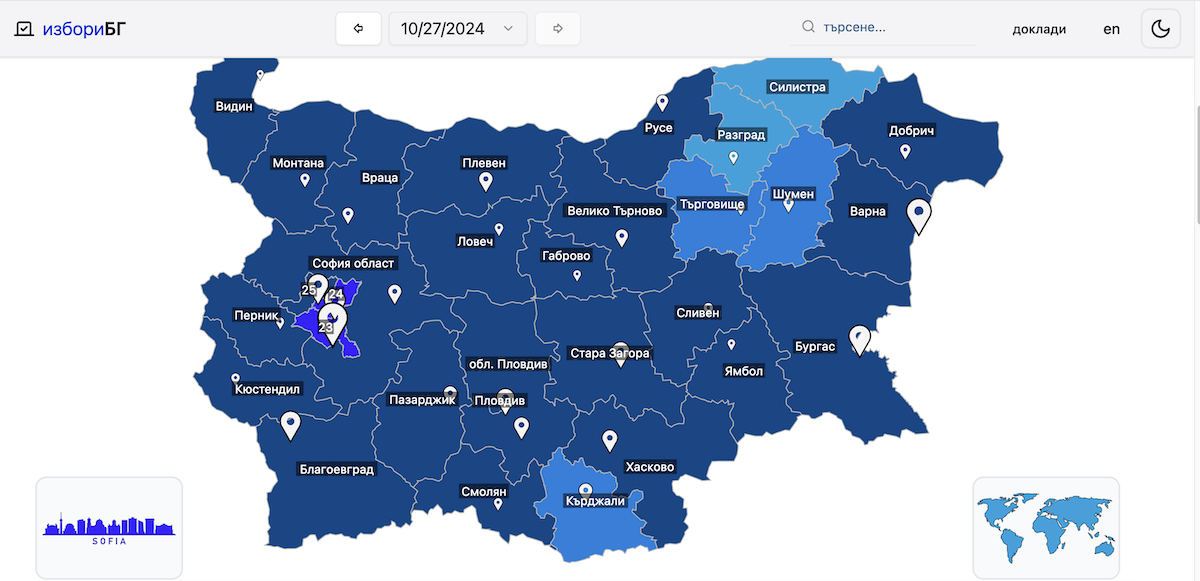 избориБГ
10/27/2024
търсене...
доклади
en
Силистра
Видин
Русе
Разград
Добрич
Монтана
Плевен
Враца
Шумен
Търговище
Велико Търново
Варна
Ловеч
Габрово
София област
25
24
Перник
23
Сливен
Бургас
Стара Загора
обл. Пловдив
Ямбол
Кюстендил
Пазарджик
Пловдив
Благоевград
Хасково
Смолян
Кърджали
SOFIA